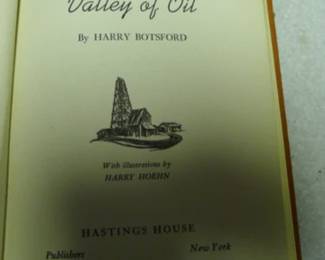 Valley of Oil
By HARRY BOTSFORD
With illustrations by
HARRY HOEHN
HASTINGS HOUSE
Publishers New York